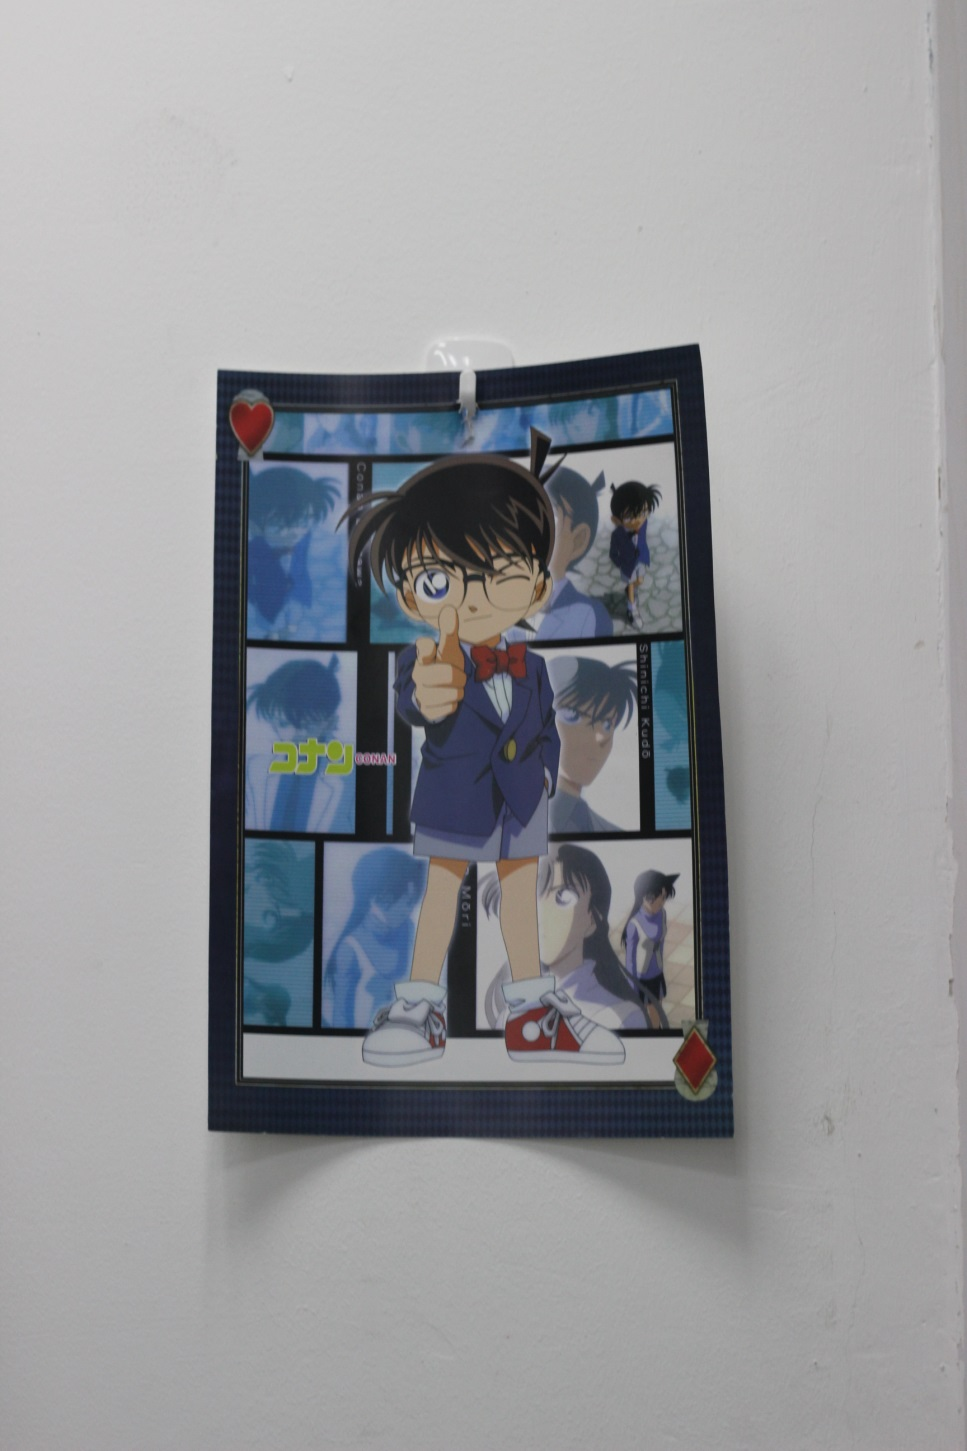 Shinichi Kudō
コナン CONAN
Mōri